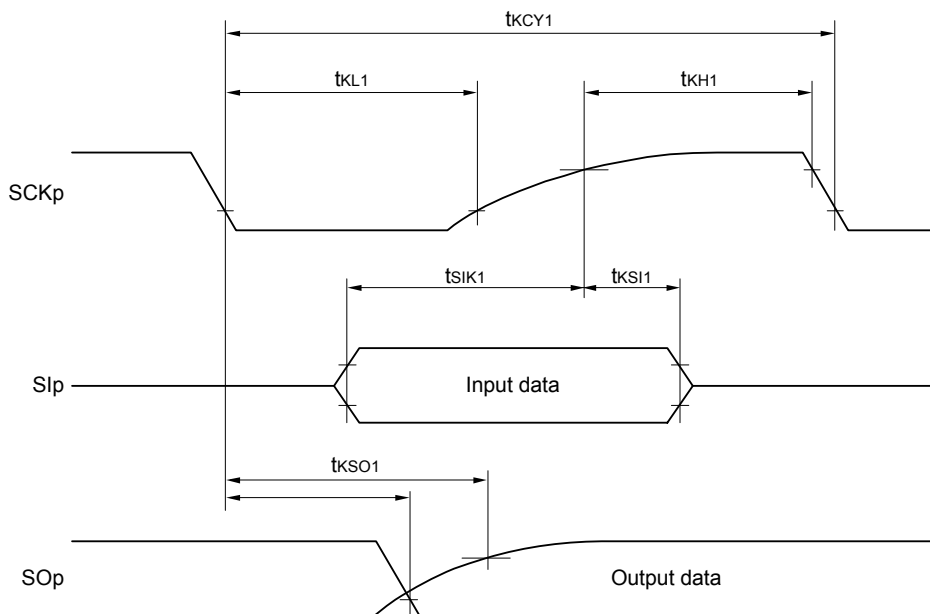 tKCY1
tKL1
tKH1
SCKp
tSIK1
tKSI1
SIp
Input data
tKSO1
SOp
Output data